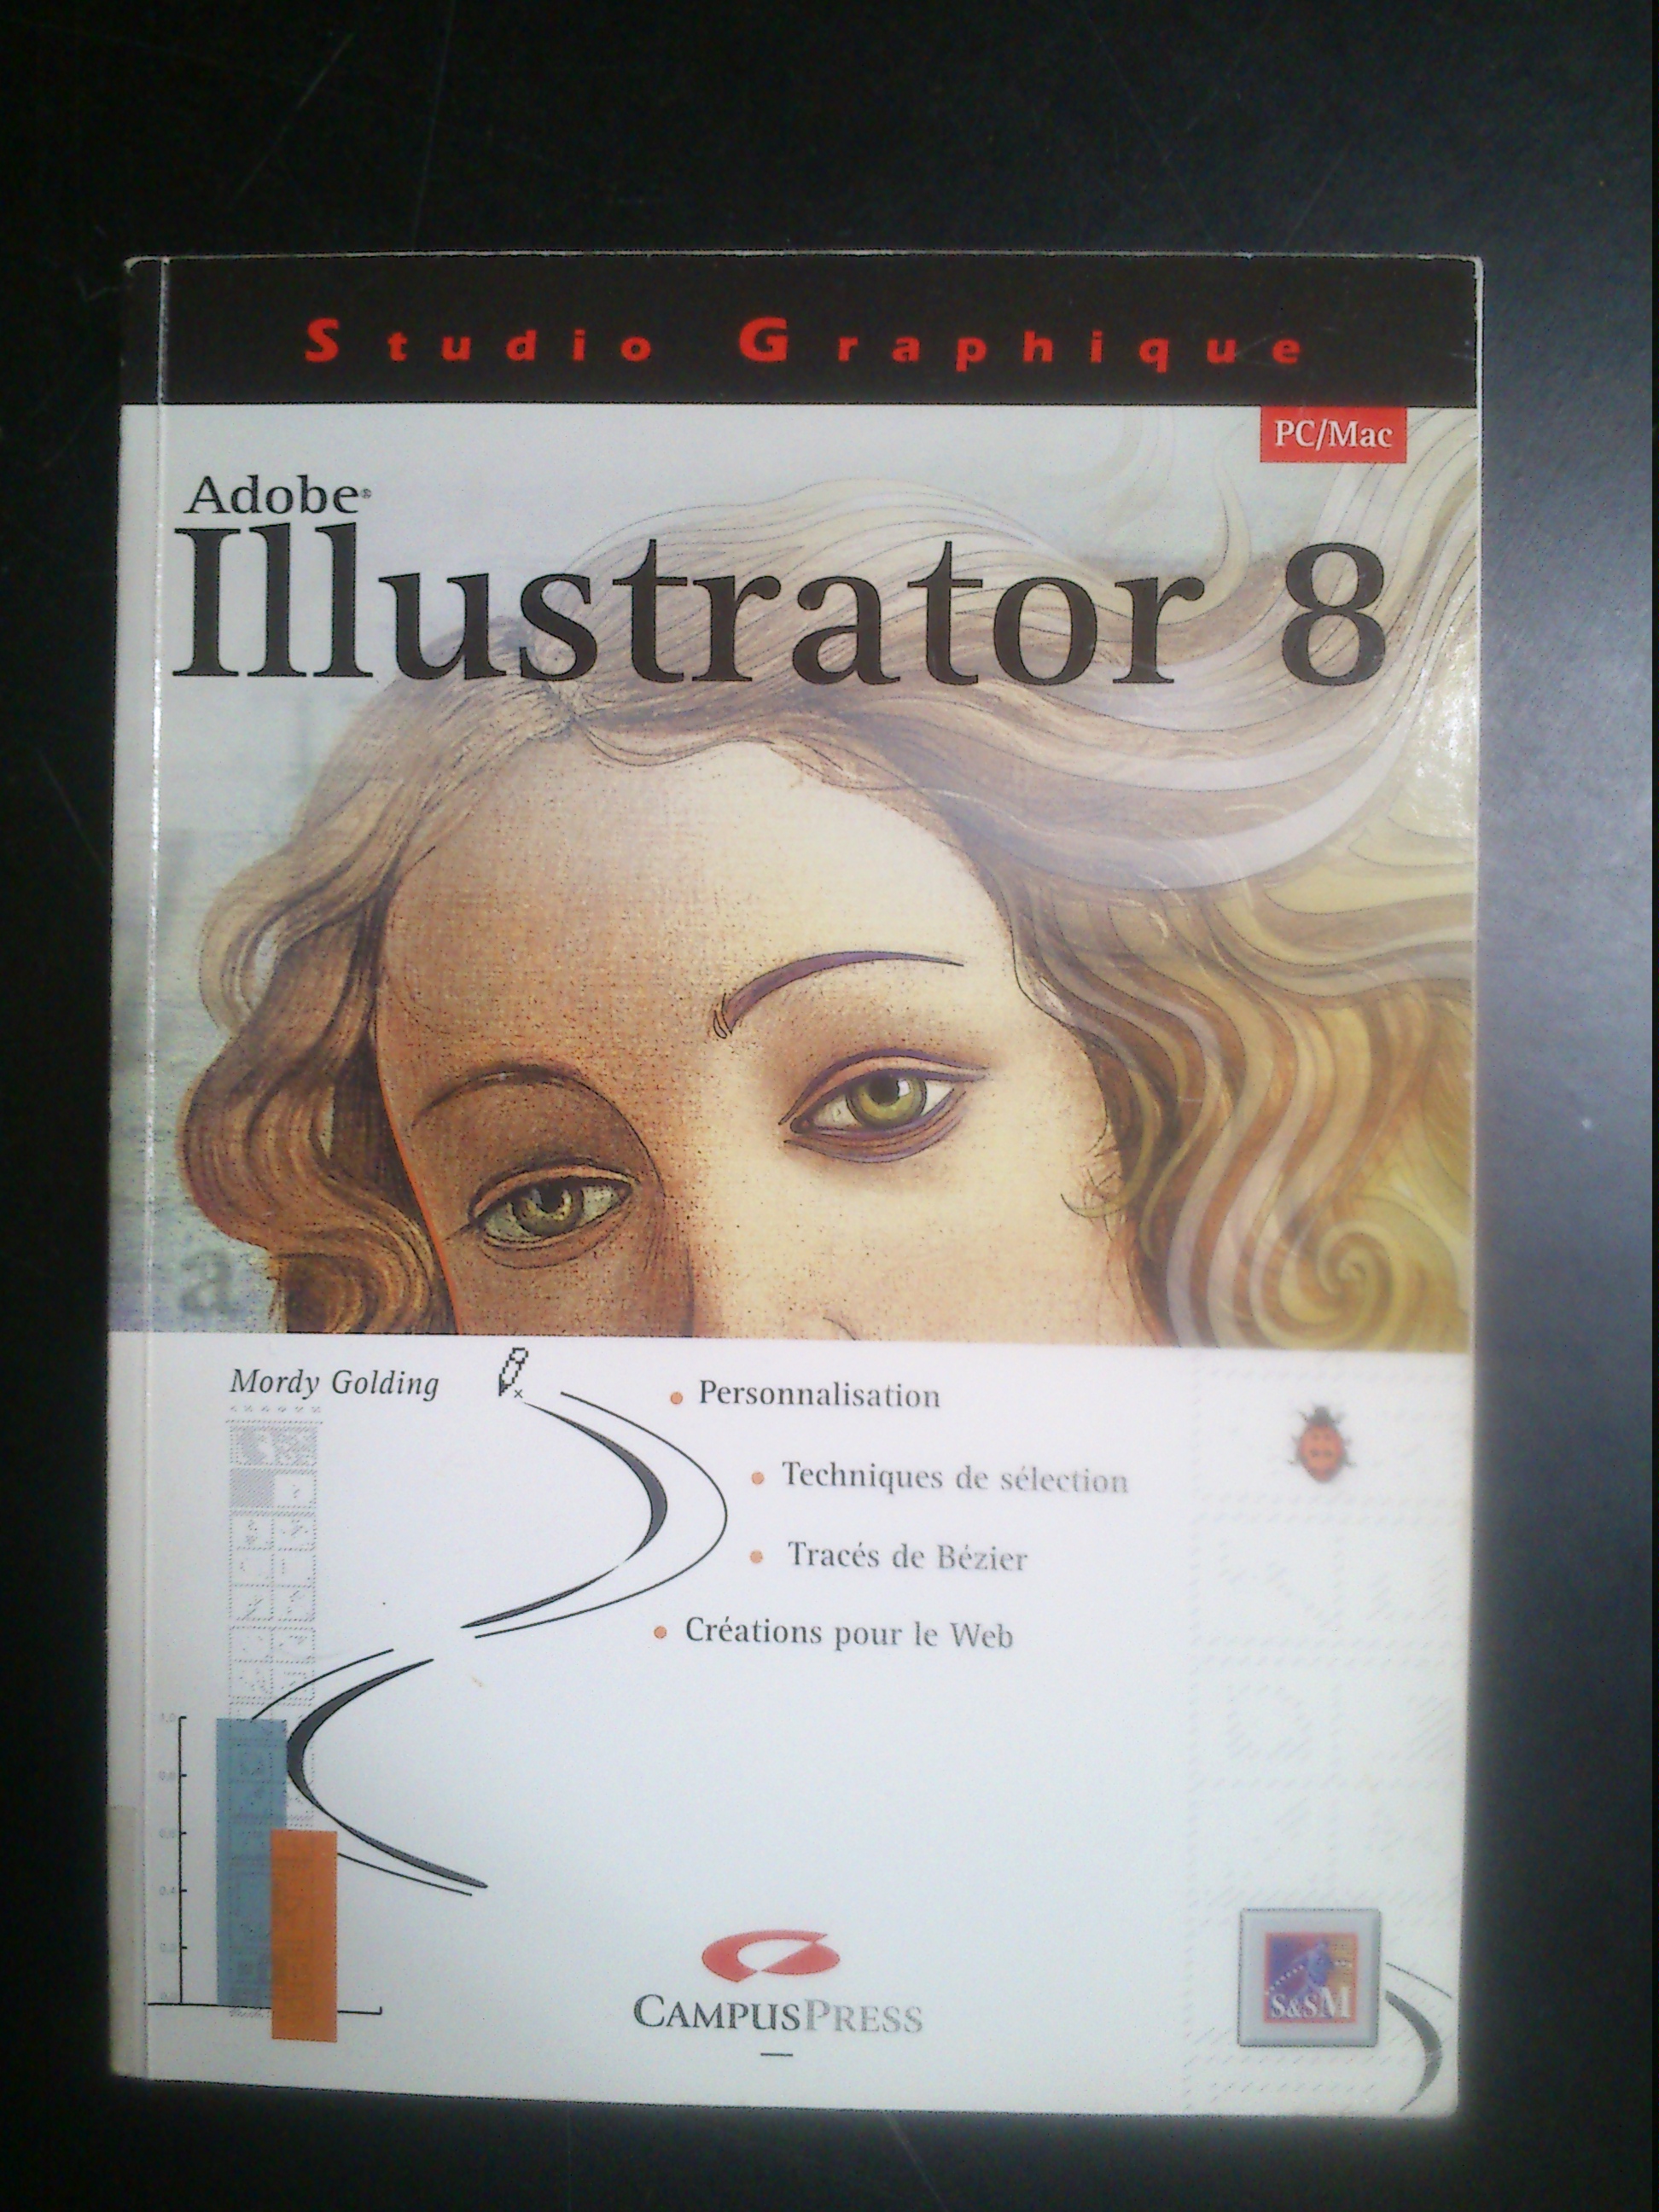 Studio Graphique
PC/Mac
Adobe®
Illustrator 8
a
Mordy Golding
• Personnalisation
• Techniques de sélection
• Tracés de Bézier
• Créations pour le Web
CAMPUSPRESS
S&SM